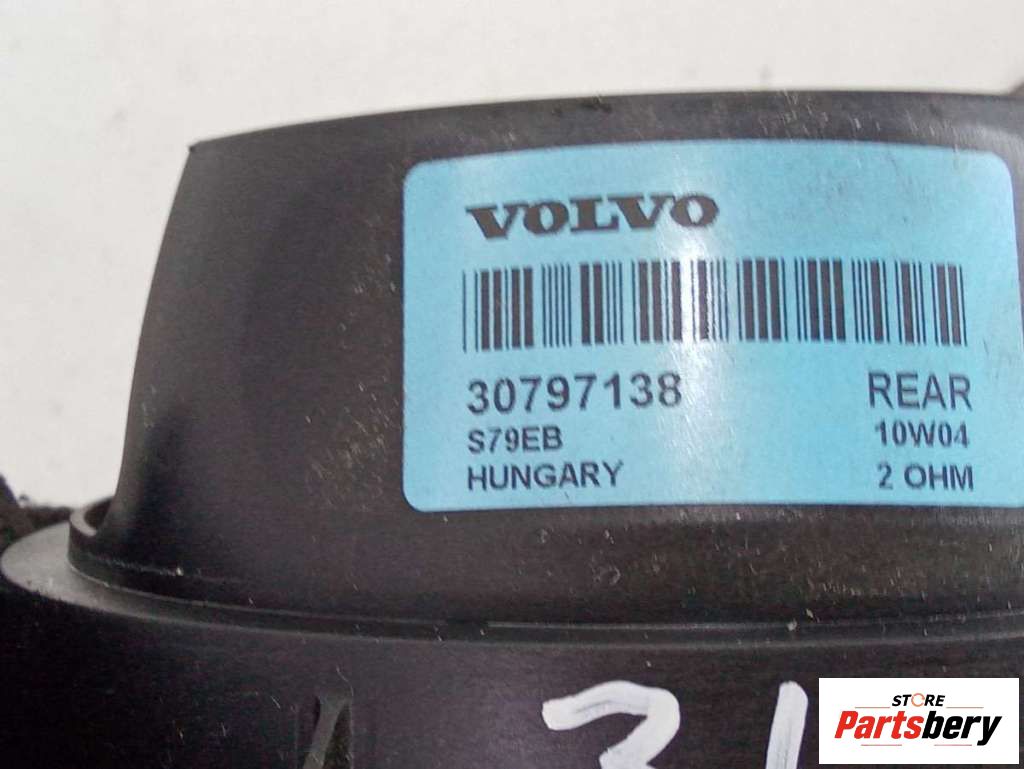 VOLVO
30797138 REAR
S79EB 10W04
HUNGARY 2 OHM
STORE
Partsbery